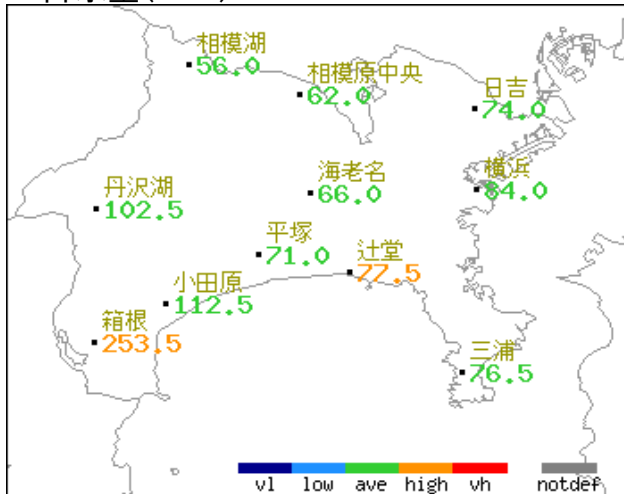 相模湖
56.0
相模原中央
62.0
日吉
74.0
海老名
66.0
横浜
84.0
丹沢湖
102.5
平塚
71.0
辻堂
77.5
小田原
112.5
箱根
253.5
三浦
76.5
vl low ave high vh notdef